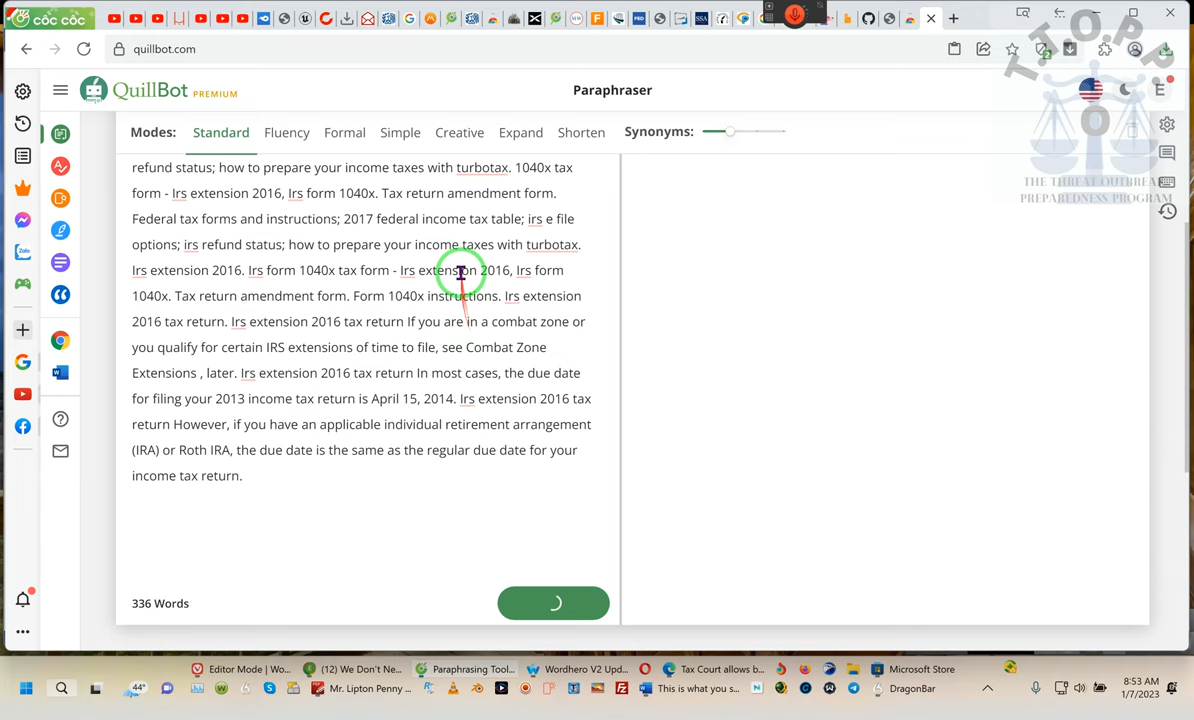 cốc cốc
quillbot.com
T.T.O.P.P.
THE THREAT OUTBREAK
PREPAREDNESS PROGRAM
QuillBot PREMIUM
Paraphraser
E
Modes: Standard Fluency Formal Simple Creative Expand Shorten Synonyms:
refund status; how to prepare your income taxes with turbotax. 1040x tax
form - Irs extension 2016, Irs form 1040x. Tax return amendment form.
Federal tax forms and instructions; 2017 federal income tax table; irs e file
options; irs refund status; how to prepare your income taxes with turbotax.
Irs extension 2016. Irs form 1040x tax form - Irs extension 2016, Irs form
1040x. Tax return amendment form. Form 1040x instructions. Irs extension
2016 tax return. Irs extension 2016 tax return If you are in a combat zone or
you qualify for certain IRS extensions of time to file, see Combat Zone
Extensions , later. Irs extension 2016 tax return In most cases, the due date
for filing your 2013 income tax return is April 15, 2014. Irs extension 2016 tax
return However, if you have an applicable individual retirement arrangement
(IRA) or Roth IRA, the due date is the same as the regular due date for your
income tax return.
336 Words
Editor Mode | Wo... (12) We Don't Ne... Paraphrasing Tool... Wordhero V2 Upd... Tax Court allows b... Microsoft Store
44° Mr. Lipton Penny ... This is what you s... DragonBar
8:53 AM
1/7/2023